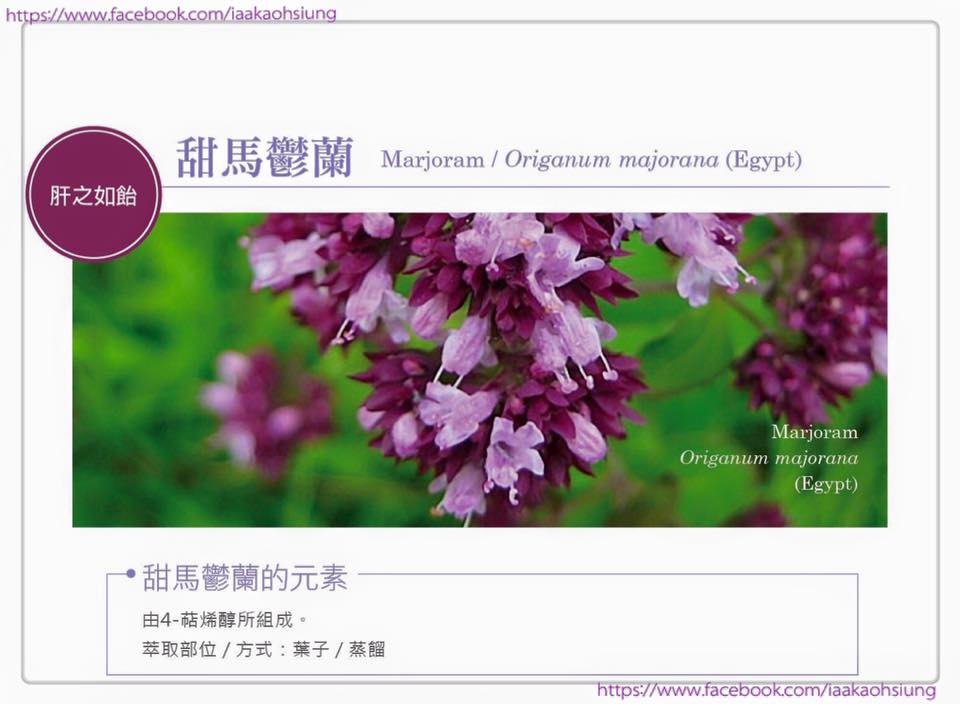 https://www.facebook.com/iaakaohsiung
甜馬鬱蘭 Marjoram / Origanum majorana (Egypt)
肝之如飴
Marjoram
Origanum majorana
(Egypt)
甜馬鬱蘭的元素
由4-萜烯醇所組成。
萃取部位 / 方式：葉子 / 蒸餾
https://www.facebook.com/iaakaohsiung